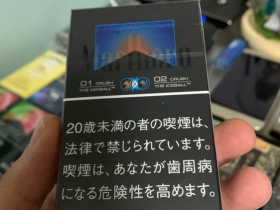 Marlboro
01 CRUSH 02 CRUSH
THE ICEBALL™ THE ICEBALL™
20歳未満の者の喫煙は、
法律で禁じられています。
喫煙は、あなたが歯周病
になる危険性を高めます。